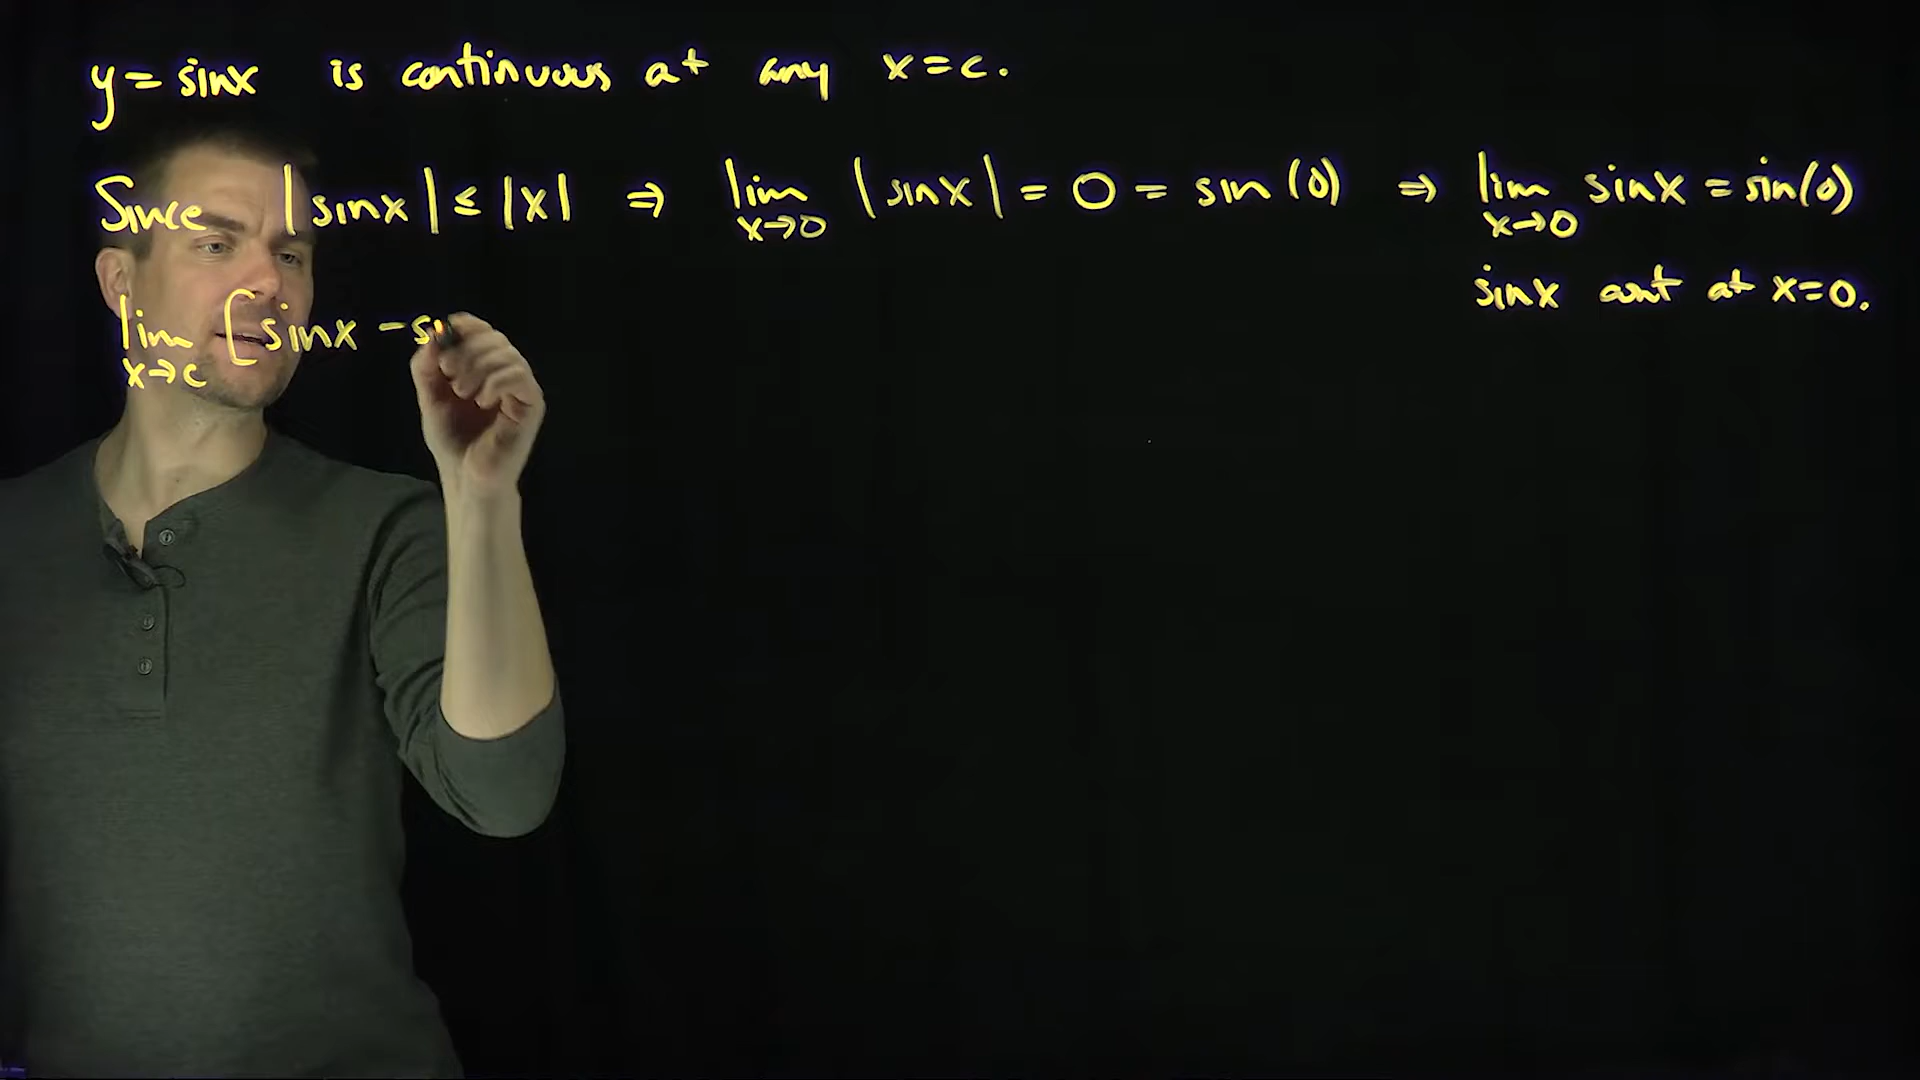 y = sinx is continuous at any x = c.
Since |sinx| ≤ |x| ⇒ lim x→0 |sinx| = 0 = sin(0) ⇒ lim x→0 sinx = sin(0)
sinx cont at x=0.
lim x→c [sinx - si